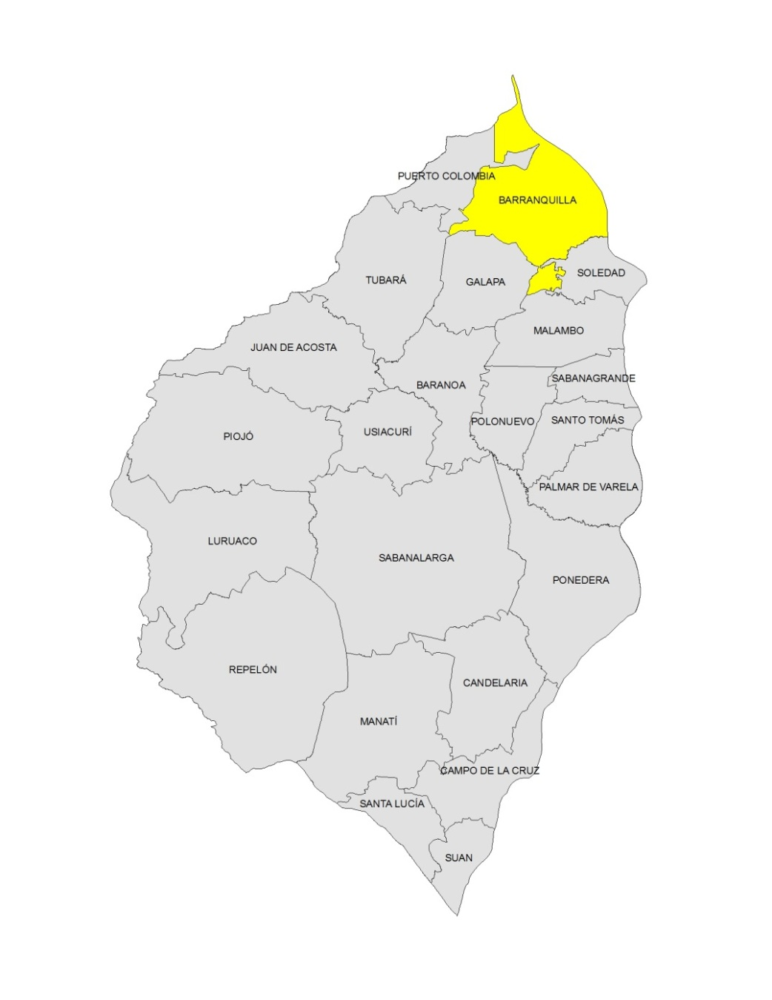 PUERTO COLOMBIA
BARRANQUILLA
SOLEDAD
TUBARÁ
GALAPA
MALAMBO
JUAN DE ACOSTA
SABANAGRANDE
BARANOA
SANTO TOMÁS
POLONUEVO
USIACURÍ
PIOJÓ
PALMAR DE VARELA
LURUACO
SABANALARGA
PONEDERA
REPELÓN
CANDELARIA
MANATÍ
CAMPO DE LA CRUZ
SANTA LUCÍA
SUAN